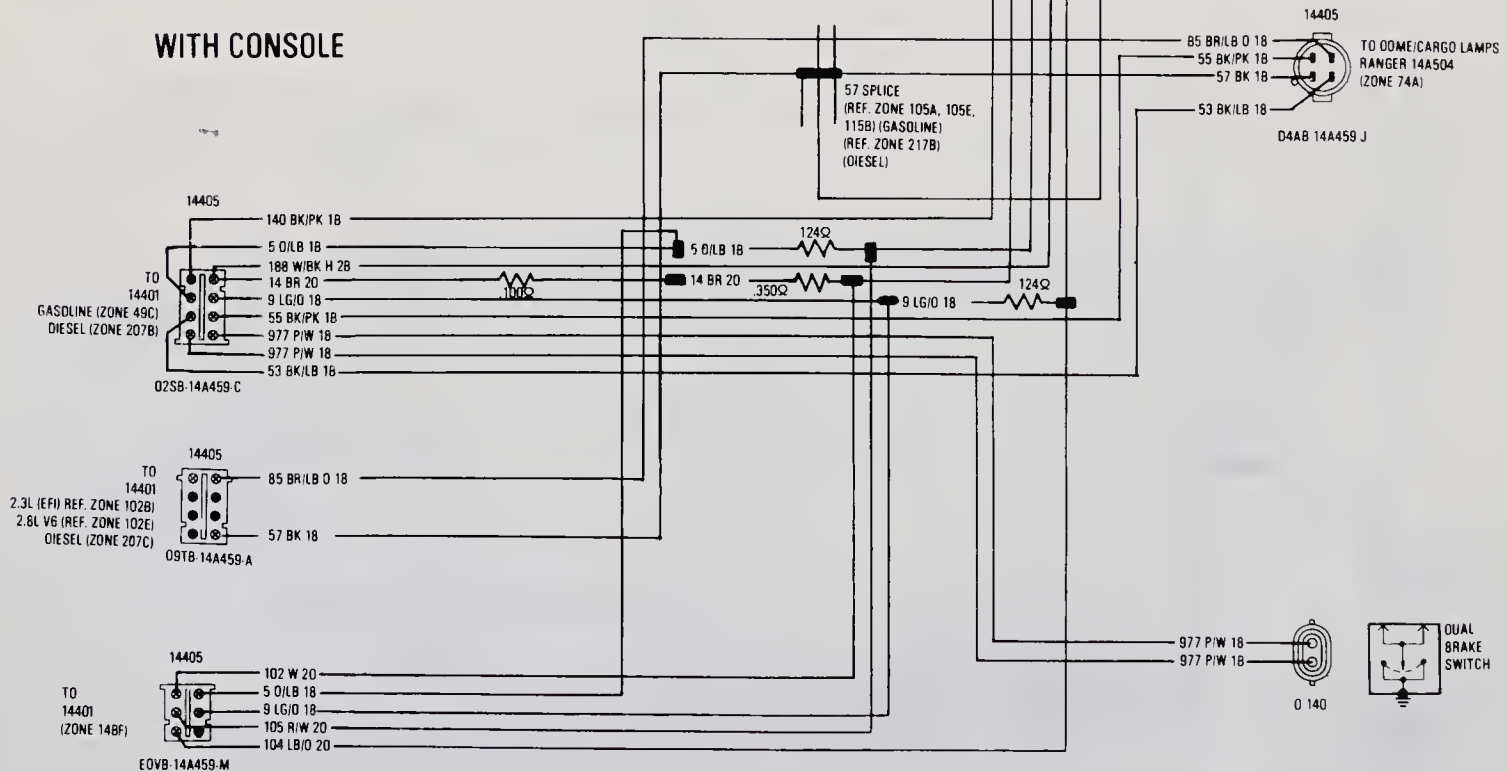 WITH CONSOLE
14405
85 BR/LB D 18
55 BK/PK 18
57 BK 18
53 BK/LB 18
TO DOME/CARGO LAMPS
RANGER 14A504
(ZONE 74A)
D4AB 14A459 J
57 SPLICE
(REF. ZONE 105A, 105E,
115B) (GASOLINE)
(REF. ZONE 217B)
(DIESEL)
14405
140 BK/PK 18
5 O/LB 18
188 W/BK H 28
14 BR 20
9 LG/O 18
55 BK/PK 18
977 P/W 18
977 P/W 18
53 BK/LB 18
TO
14401
GASOLINE (ZONE 49C)
DIESEL (ZONE 207B)
D2SB-14A459-C
.100Ω
5 O/LB 18
124Ω
14 BR 20
.350Ω
9 LG/O 18
124Ω
14405
TO
14401
2.3L (EFI) REF. ZONE 102B)
2.8L V6 (REF. ZONE 102E)
DIESEL (ZONE 207C)
85 BR/LB D 18
57 BK 18
D9TB-14A459-A
14405
TO
14401
(ZONE 148F)
102 W 20
5 O/LB 18
9 LG/O 18
105 R/W 20
104 LB/O 20
EOVB-14A459-M
977 P/W 18
977 P/W 18
O 140
DUAL
BRAKE
SWITCH